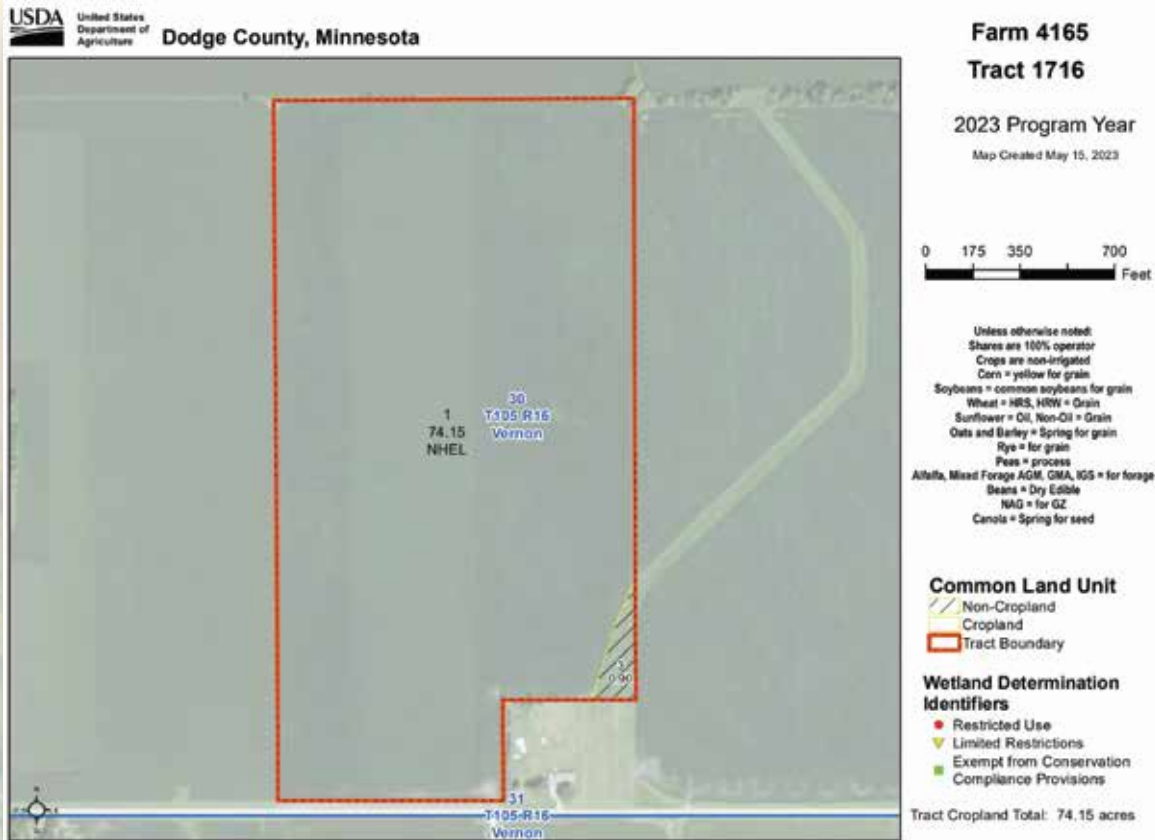 USDA
United States
Department of
Agriculture
Dodge County, Minnesota
Farm 4165
Tract 1716
2023 Program Year
Map Created May 15, 2023
0 175 350 700
Feet
Unless otherwise noted:
Shares are 100% operator
Crops are non-irrigated
Corn = yellow for grain
Soybeans = common soybeans for grain
Wheat = HRS, HRW = Grain
Sunflower = Oil, Non-Oil = Grain
Oats and Barley = Spring for grain
Rye = for grain
Peas = process
Alfalfa, Mixed Forage AGM, GMA, IGS = for forage
Beans = Dry Edible
NAG = for GZ
Canola = Spring for seed
30
T105 R16
Vernon
1
74.15
NHEL
0.90
31
T105 R16
Vernon
Common Land Unit
Non-Cropland
Cropland
Tract Boundary
Wetland Determination
Identifiers
Restricted Use
Limited Restrictions
Exempt from Conservation
Compliance Provisions
Tract Cropland Total: 74.15 acres